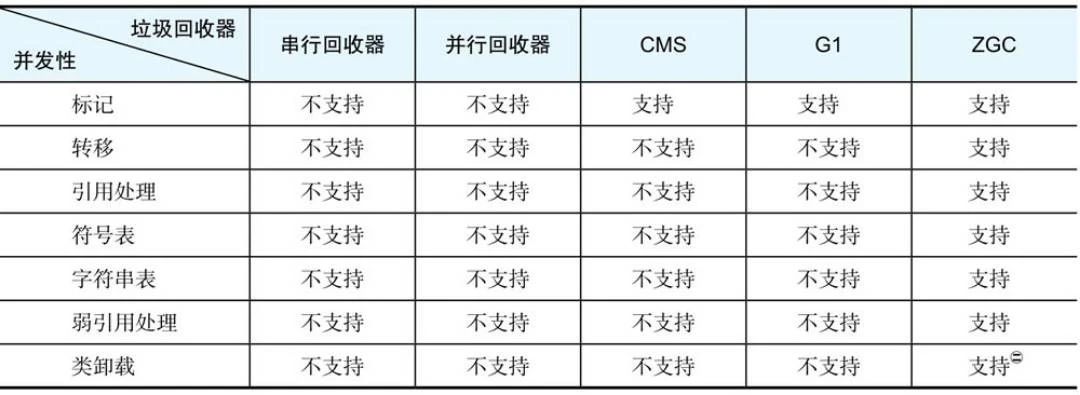 垃圾回收器
并发性 串行回收器 并行回收器 CMS G1 ZGC
标记 不支持 不支持 支持 支持 支持
转移 不支持 不支持 不支持 不支持 支持
引用处理 不支持 不支持 不支持 不支持 支持
符号表 不支持 不支持 不支持 不支持 支持
字符串表 不支持 不支持 不支持 不支持 支持
弱引用处理 不支持 不支持 不支持 不支持 支持
类卸载 不支持 不支持 不支持 不支持 支持㊁